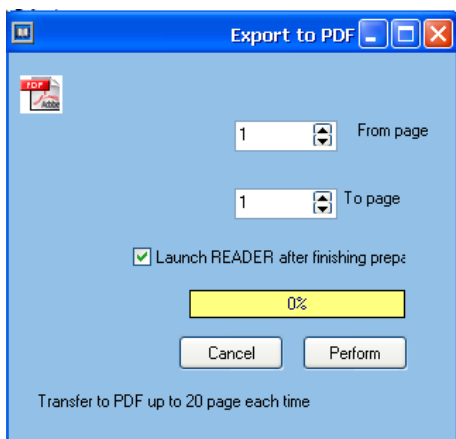 Export to PDF
PDF
Adobe
1 From page
1 To page
Launch READER after finishing prepa
0%
Cancel Perform
Transfer to PDF up to 20 page each time